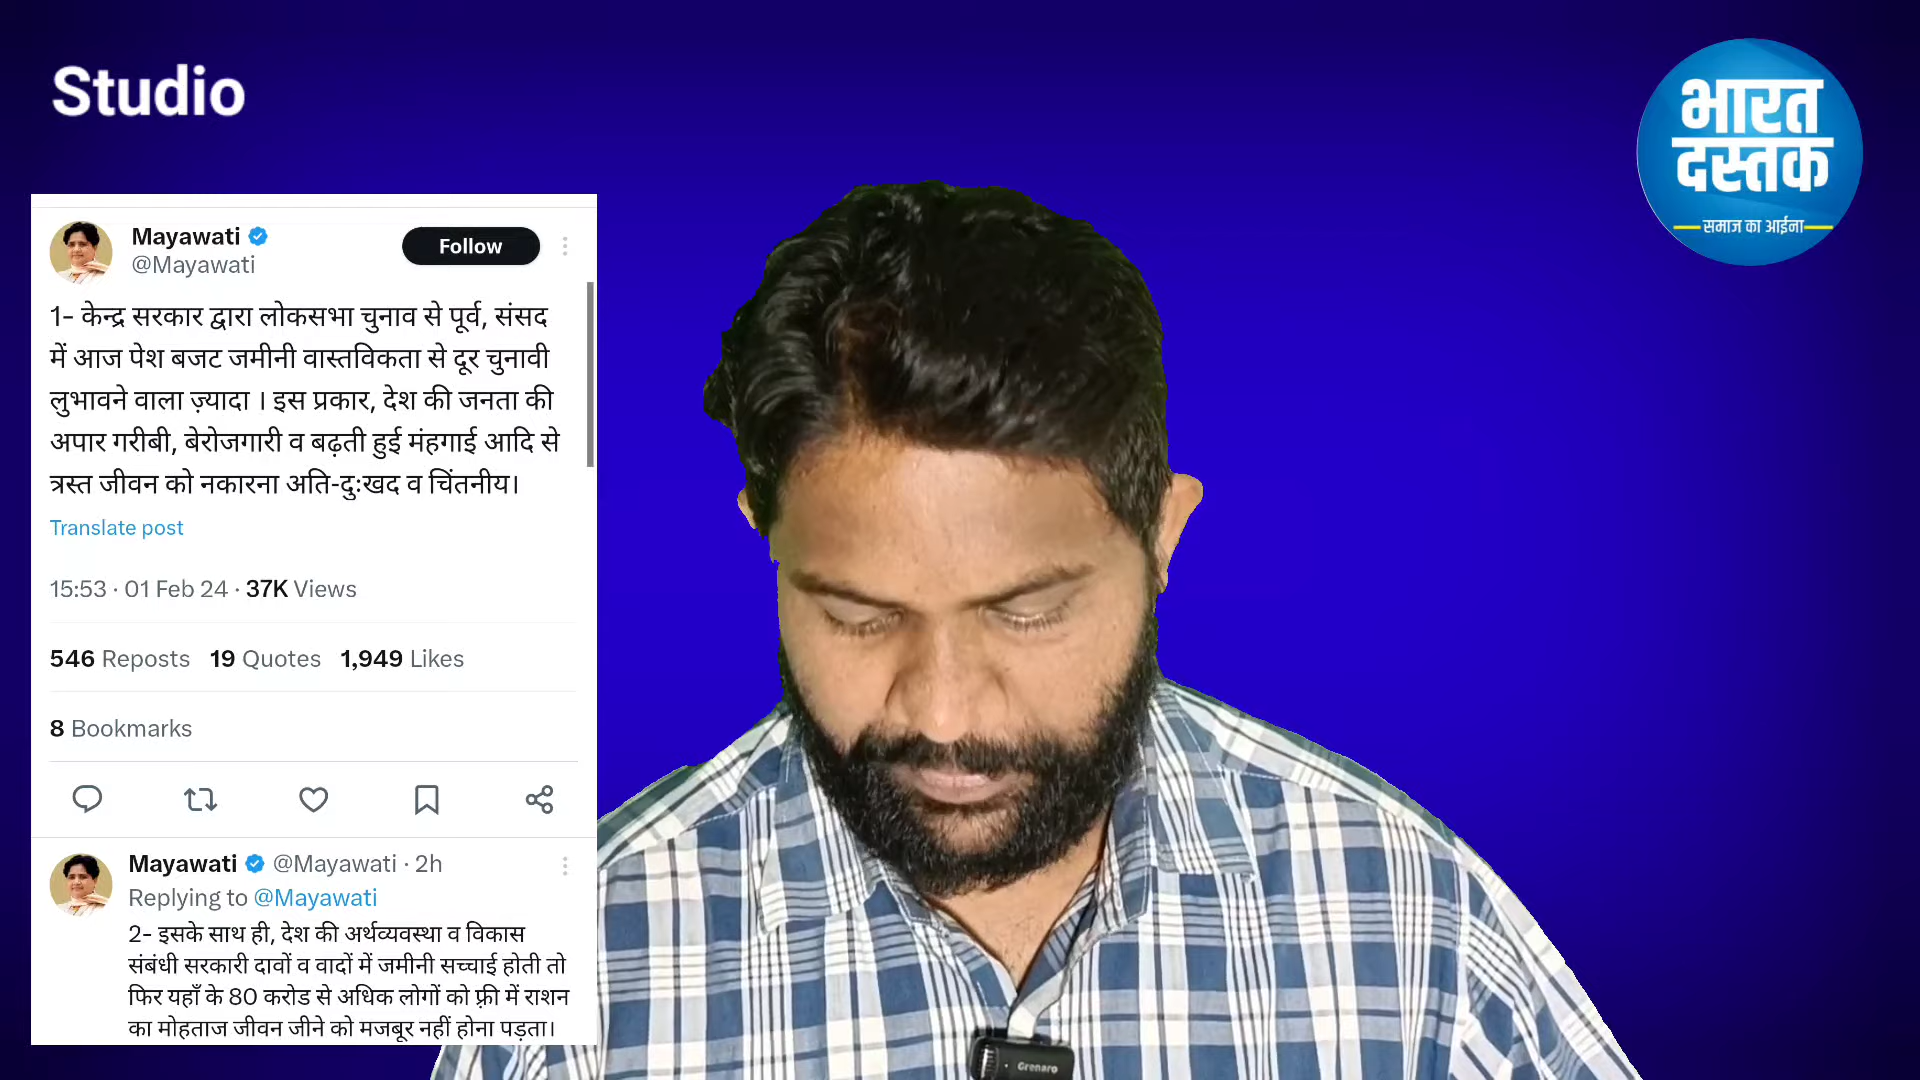 Studio
भारत
दस्तक
समाज का आईना
Mayawati
@Mayawati
Follow
1- केन्द्र सरकार द्वारा लोकसभा चुनाव से पूर्व, संसद
में आज पेश बजट जमीनी वास्तविकता से दूर चुनावी
लुभावने वाला ज़्यादा । इस प्रकार, देश की जनता की
अपार गरीबी, बेरोजगारी व बढ़ती हुई मंहगाई आदि से
त्रस्त जीवन को नकारना अति-दुःखद व चिंतनीय।
Translate post
15:53 · 01 Feb 24 · 37K Views
546 Reposts 19 Quotes 1,949 Likes
8 Bookmarks
Mayawati @Mayawati · 2h
Replying to @Mayawati
2- इसके साथ ही, देश की अर्थव्यवस्था व विकास
संबंधी सरकारी दावों व वादों में जमीनी सच्चाई होती तो
फिर यहाँ के 80 करोड से अधिक लोगों को फ़्री में राशन
का मोहताज जीवन जीने को मजबूर नहीं होना पड़ता।
Grenaro